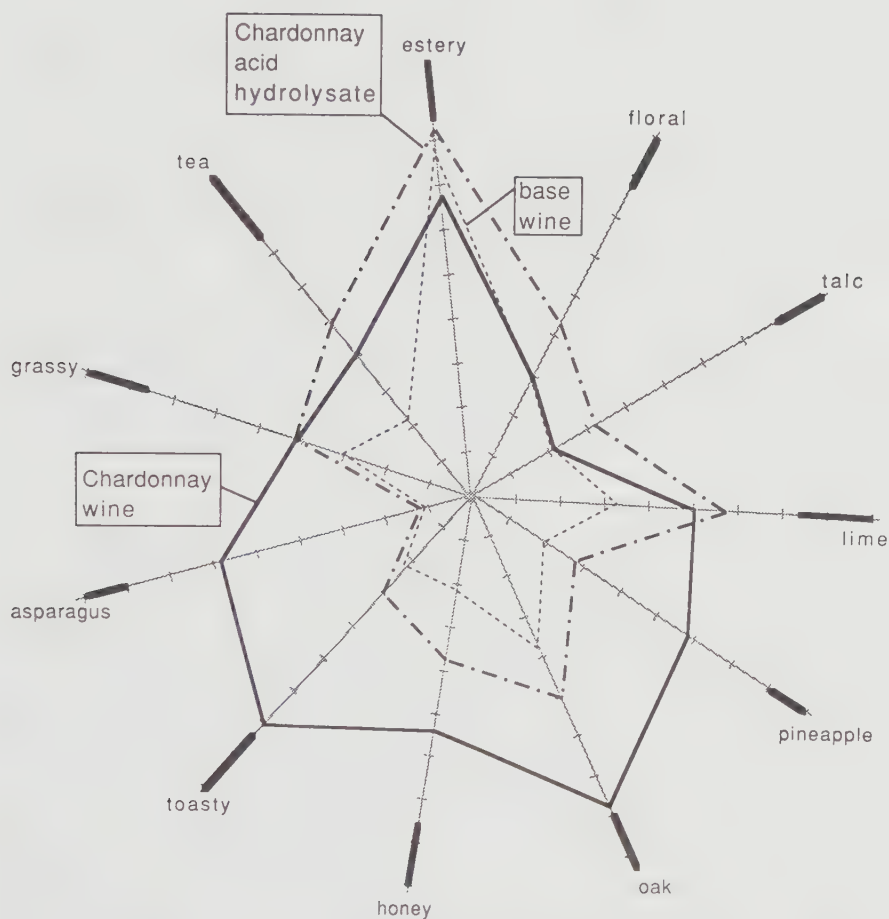 Chardonnay
acid
hydrolysate
estery
floral
tea
base
wine
talc
grassy
Chardonnay
wine
lime
asparagus
pineapple
toasty
oak
honey